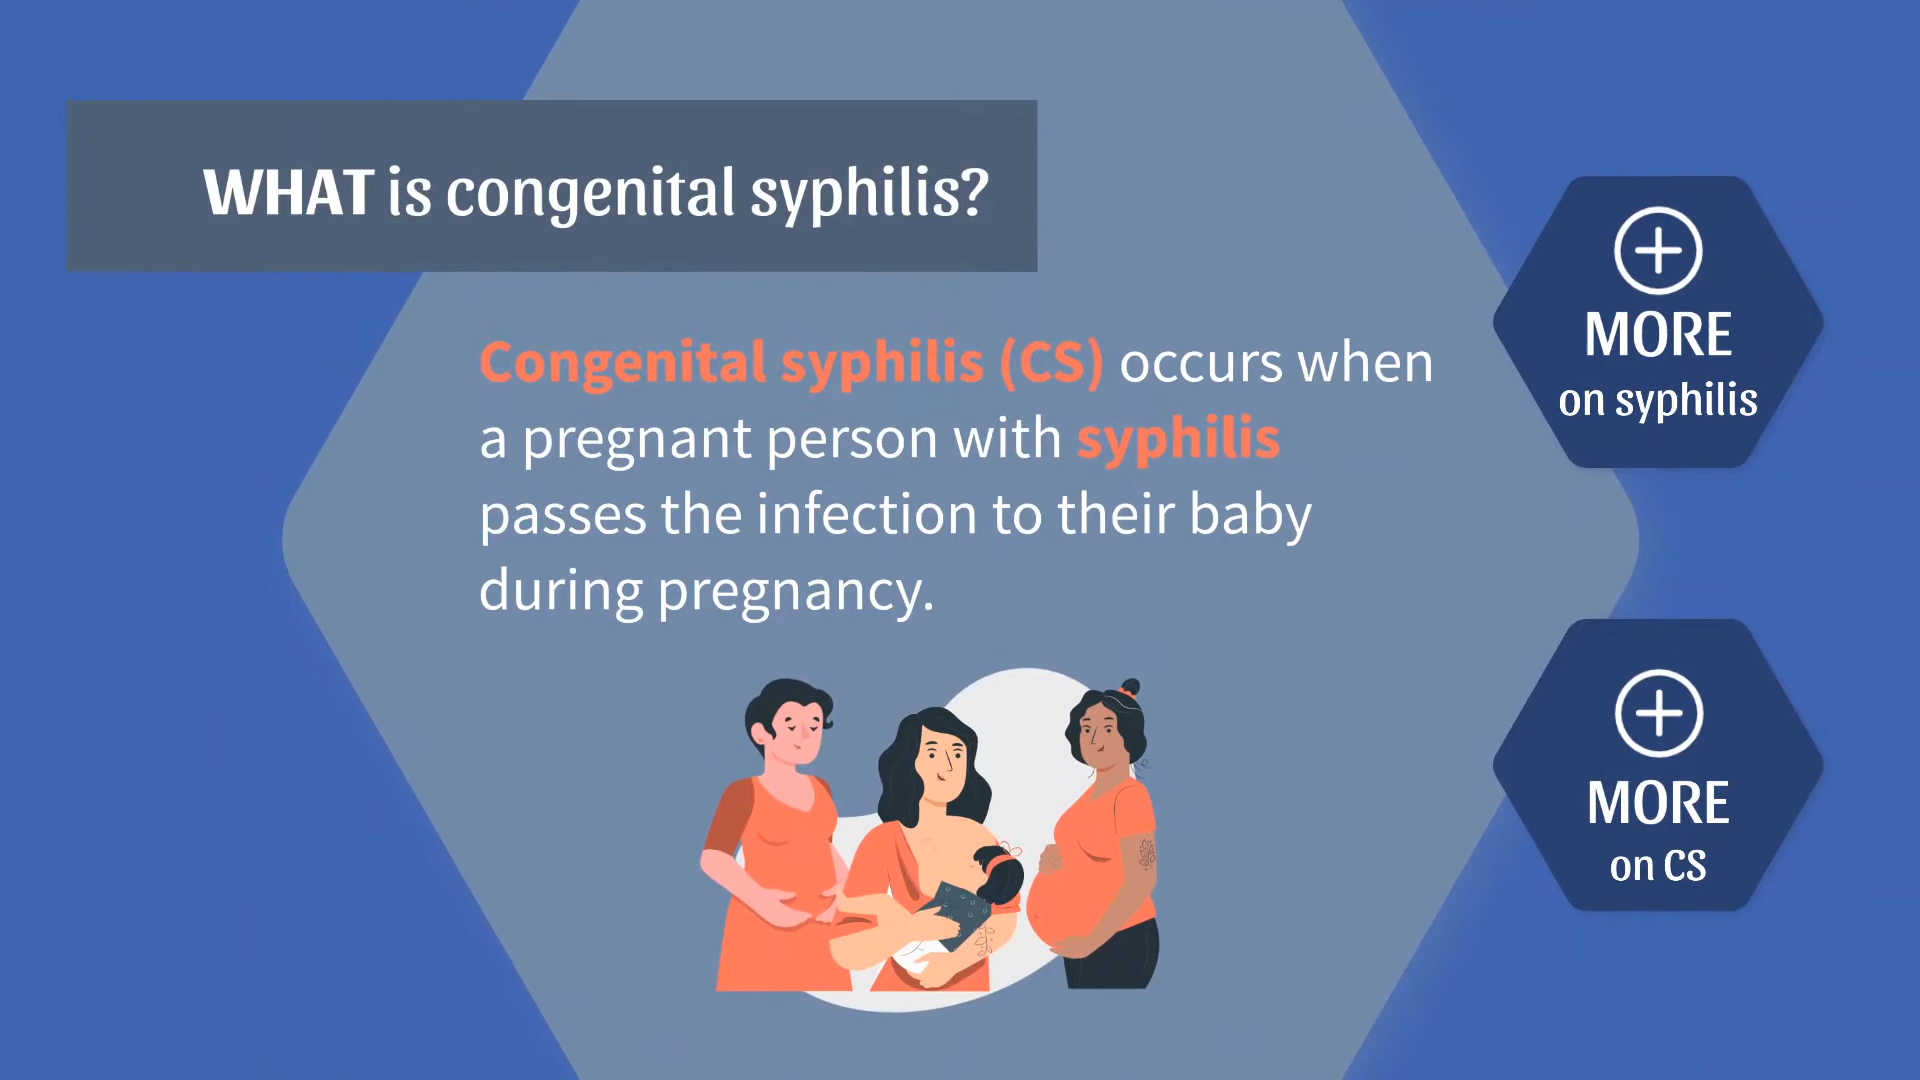 WHAT is congenital syphilis?
Congenital syphilis (CS) occurs when
a pregnant person with syphilis
passes the infection to their baby
during pregnancy.
MORE
on syphilis
MORE
on CS